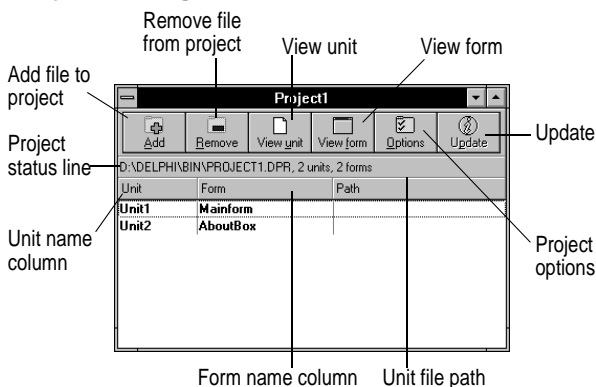 Remove file
from project
View unit
View form
Add file to
project
Project1
Add
Remove
View unit
View form
Options
Update
Update
Project
status line
D:\DELPHI\BIN\PROJECT1.DPR, 2 units, 2 forms
Unit Form Path
Unit1 Mainform
Unit2 AboutBox
Unit name
column
Project
options
Form name column
Unit file path